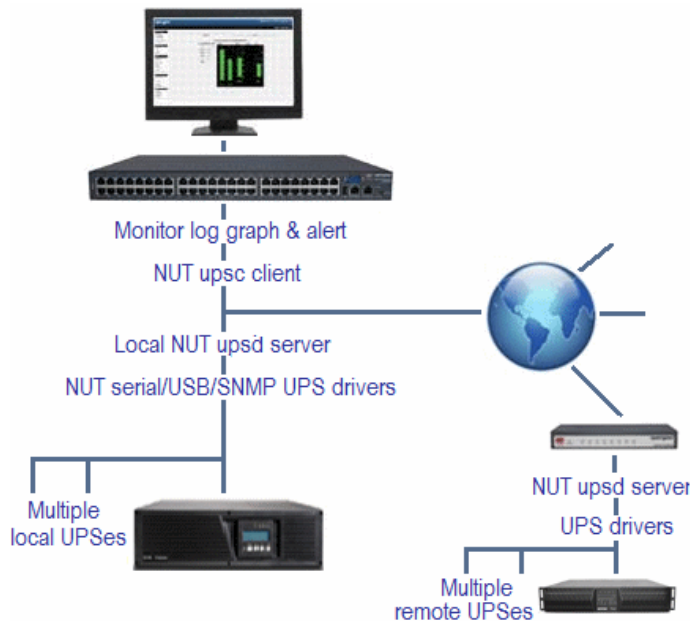 Monitor log graph & alert
NUT upsc client
Local NUT upsd server
NUT serial/USB/SNMP UPS drivers
Multiple
local UPSes
NUT upsd server
UPS drivers
Multiple
remote UPSes